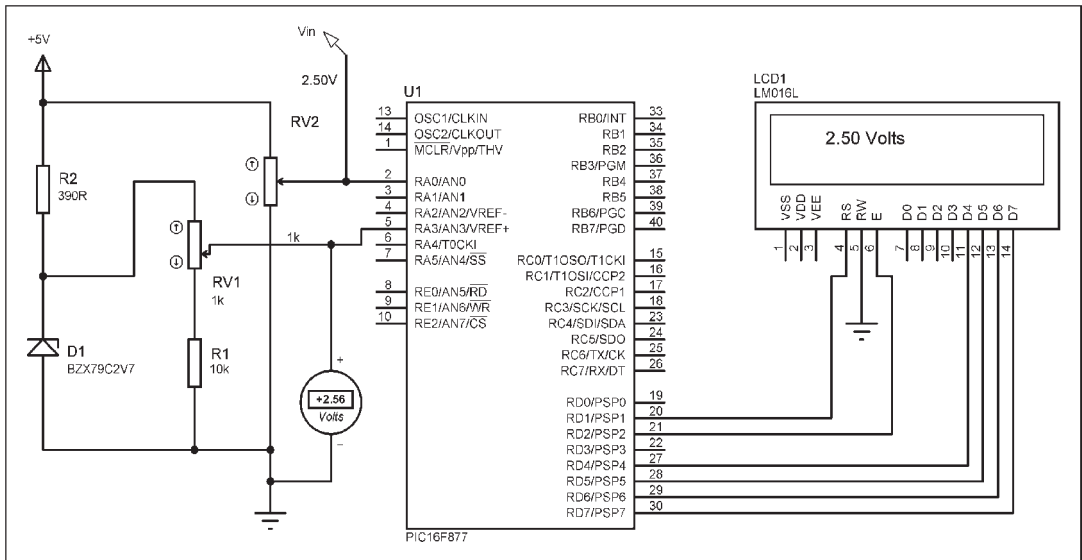 +5V
Vin
2.50V
RV2
1k
R2
390R
RV1
1k
D1
BZX79C2V7
R1
10k
+
+2.56
Volts
−
U1
13 OSC1/CLKIN
14 OSC2/CLKOUT
1 MCLR/Vpp/THV
2 RA0/AN0
3 RA1/AN1
4 RA2/AN2/VREF-
5 RA3/AN3/VREF+
6 RA4/T0CKI
7 RA5/AN4/SS
8 RE0/AN5/RD
9 RE1/AN6/WR
10 RE2/AN7/CS
RB0/INT 33
RB1 34
RB2 35
RB3/PGM 36
RB4 37
RB5 38
RB6/PGC 39
RB7/PGD 40
RC0/T1OSO/T1CKI 15
RC1/T1OSI/CCP2 16
RC2/CCP1 17
RC3/SCK/SCL 18
RC4/SDI/SDA 23
RC5/SDO 24
RC6/TX/CK 25
RC7/RX/DT 26
RD0/PSP0 19
RD1/PSP1 20
RD2/PSP2 21
RD3/PSP3 22
RD4/PSP4 27
RD5/PSP5 28
RD6/PSP6 29
RD7/PSP7 30
PIC16F877
LCD1
LM016L
2.50 Volts
VSS VDD VEE RS RW E D0 D1 D2 D3 D4 D5 D6 D7
1 2 3 4 5 6 7 8 9 10 11 12 13 14